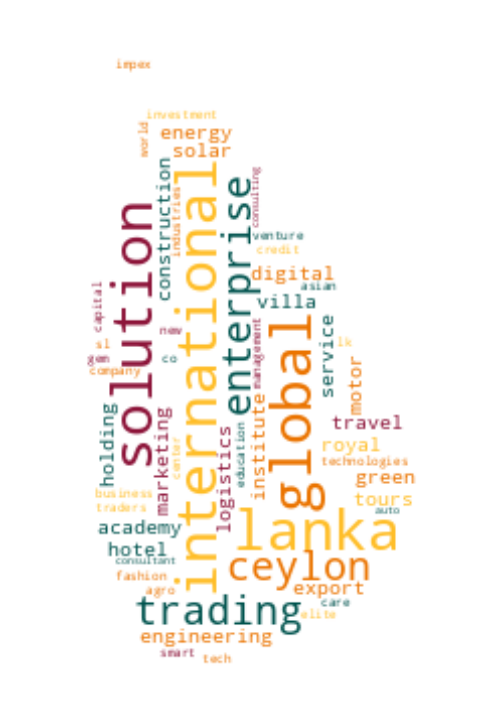 impex
investment
world
energy
solar
construction
industries
international
solution
enterprise
consulting
venture
credit
digital
asian
villa
capital
sl
gem
company
new
co
management
global
service
lk
motor
holding
marketing
center
logistics
education
institute
travel
royal
technologies
green
tours
auto
business
traders
academy
hotel
consultant
lanka
ceylon
fashion
agro
export
care
elite
trading
engineering
smart
tech